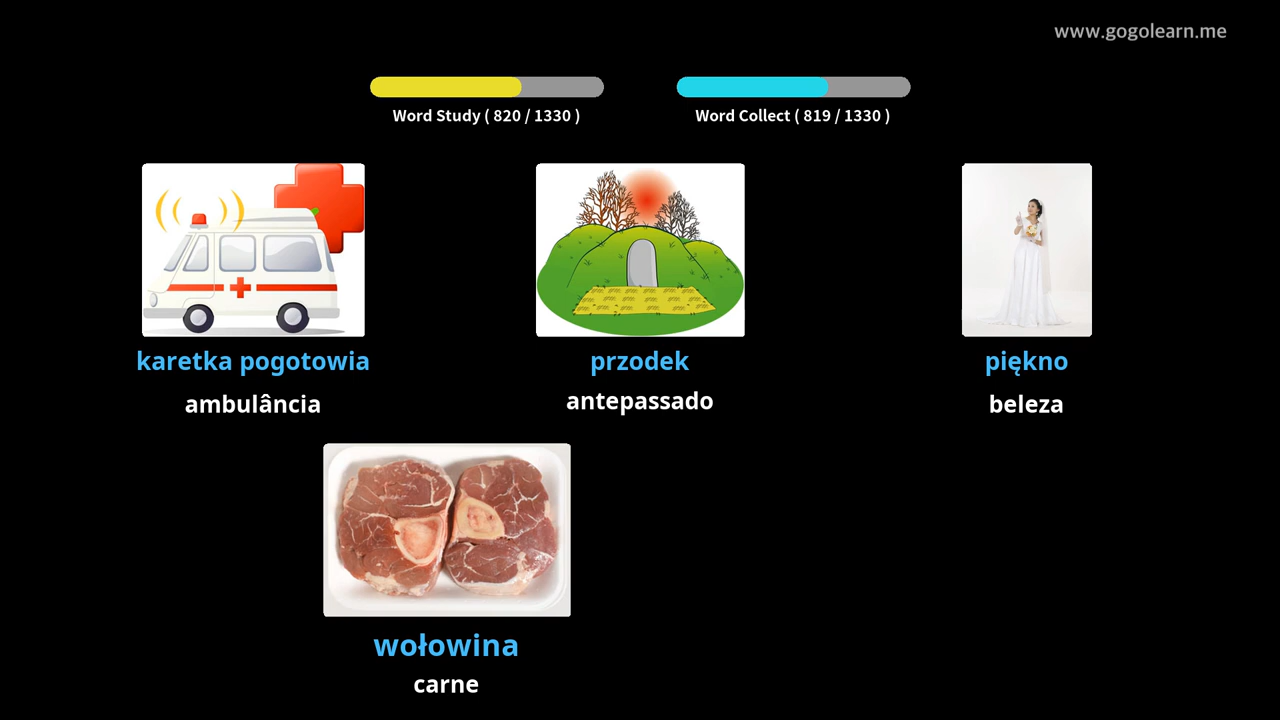 www.gogolearn.me
Word Study ( 820 / 1330 )
Word Collect ( 819 / 1330 )
karetka pogotowia
ambulância
przodek
antepassado
piękno
beleza
wołowina
carne